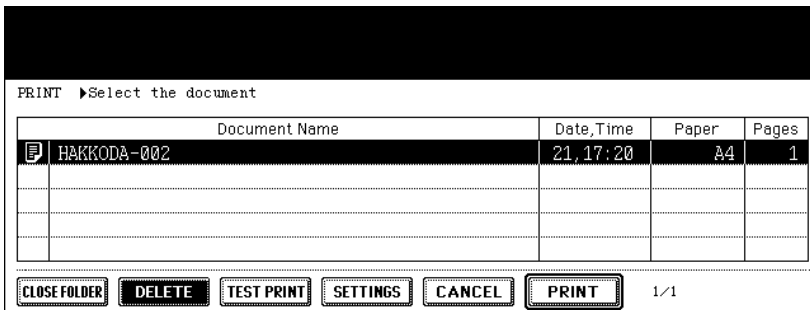 PRINT ▶Select the document
Document Name Date,Time Paper Pages
HAKKODA-002 21,17:20 A4 1
CLOSE FOLDER DELETE TEST PRINT SETTINGS CANCEL PRINT 1/1